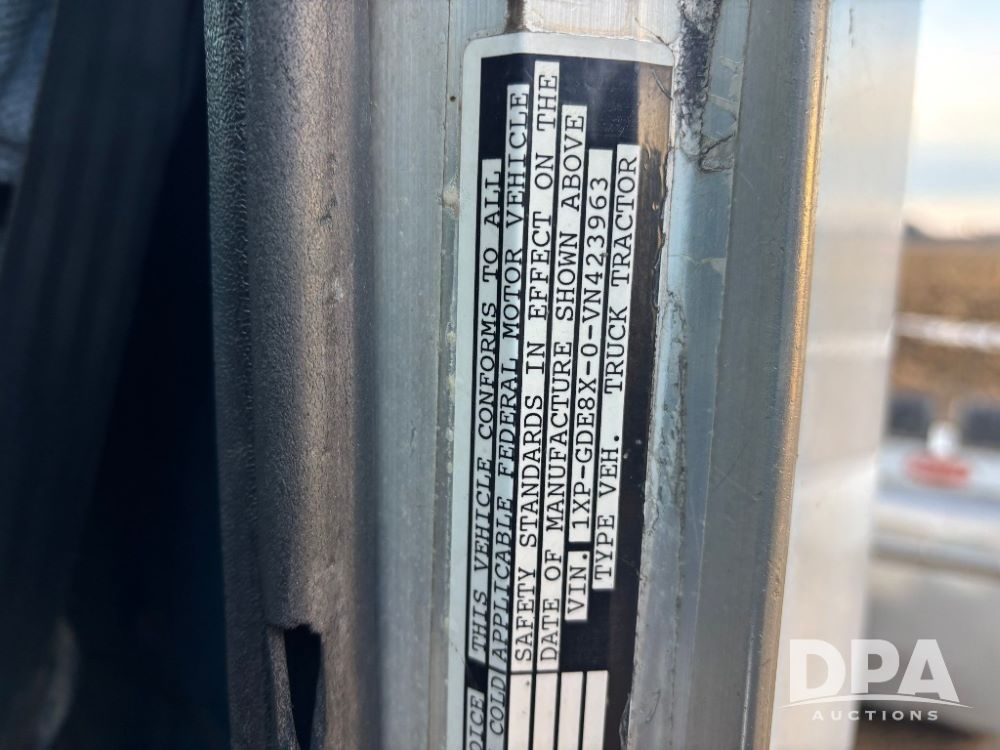 THIS VEHICLE CONFORMS TO ALL
APPLICABLE FEDERAL MOTOR VEHICLE
SAFETY STANDARDS IN EFFECT ON THE
DATE OF MANUFACTURE SHOWN ABOVE
VIN. 1XP-GDE8X-0-VN423963
TYPE VEH. TRUCK TRACTOR
COLD
DPA
AUCTIONS